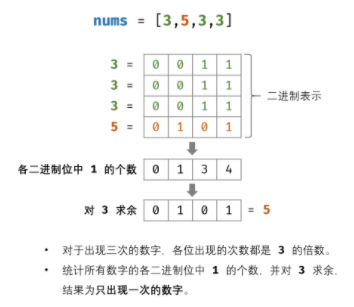 nums = [3,5,3,3]
3 = 0 0 1 1
3 = 0 0 1 1
3 = 0 0 1 1
5 = 0 1 0 1
二进制表示
各二进制位中 1 的个数 0 1 3 4
对 3 求余 0 1 0 1 = 5
• 对于出现三次的数字，各位出现的次数都是 3 的倍数。
• 统计所有数字的各二进制位中 1 的个数，并对 3 求余，
结果为只出现一次的数字。